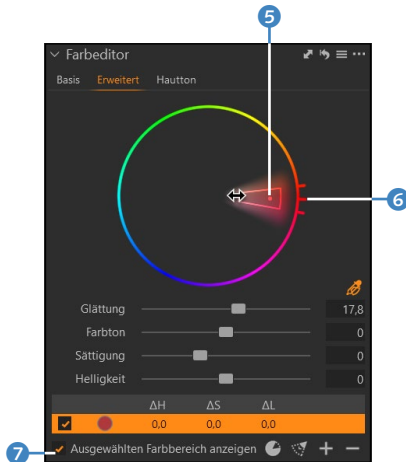 5
Farbeditor
Basis Erweitert Hautton
6
Glättung 17,8
Farbton 0
Sättigung 0
Helligkeit 0
ΔH ΔS ΔL
0,0 0,0 0,0
7 Ausgewählten Farbbereich anzeigen